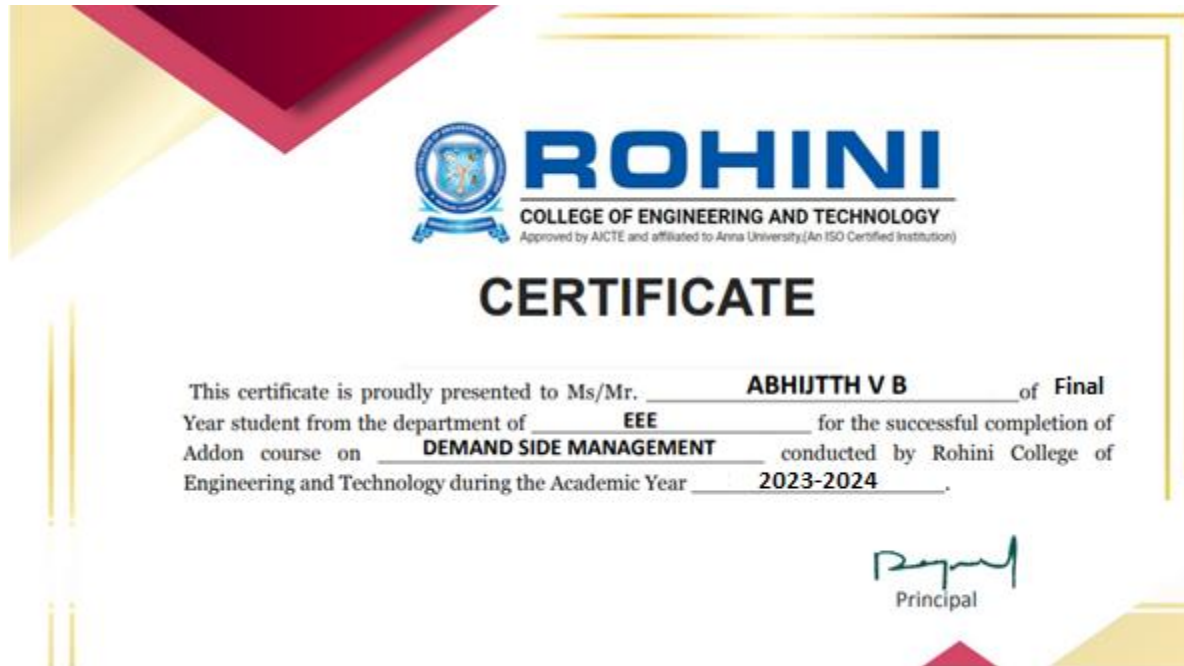 ROHINI
COLLEGE OF ENGINEERING AND TECHNOLOGY
Approved by AICTE and affiliated to Anna University,(An ISO Certified Institution)
CERTIFICATE
This certificate is proudly presented to Ms/Mr. ABHIJTTH V B of Final
Year student from the department of EEE for the successful completion of
Addon course on DEMAND SIDE MANAGEMENT conducted by Rohini College of
Engineering and Technology during the Academic Year 2023-2024.
Principal